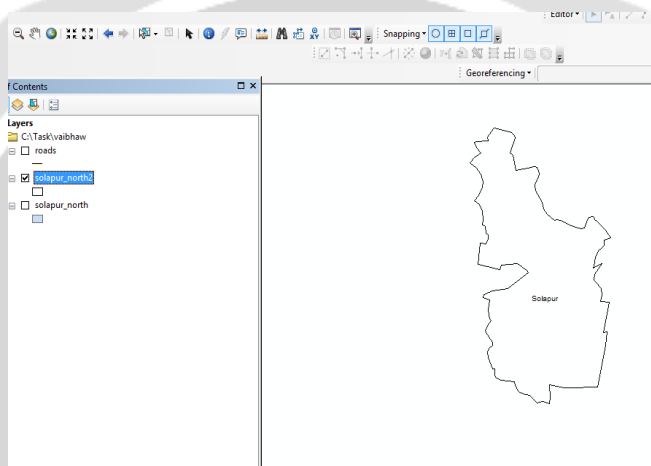 Editor
Snapping
Georeferencing
f Contents
Layers
C:\Task\vaibhaw
roads
solapur_north2
solapur_north
Solapur